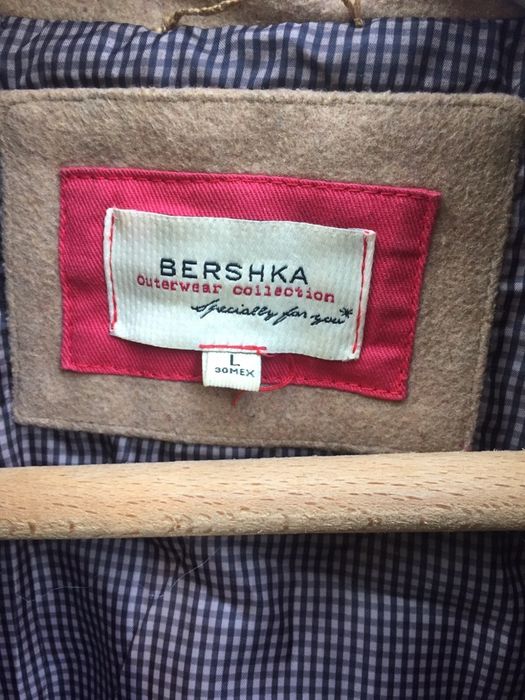 BERSHKA
Outerwear collection
Specially for you*
L
30MEX